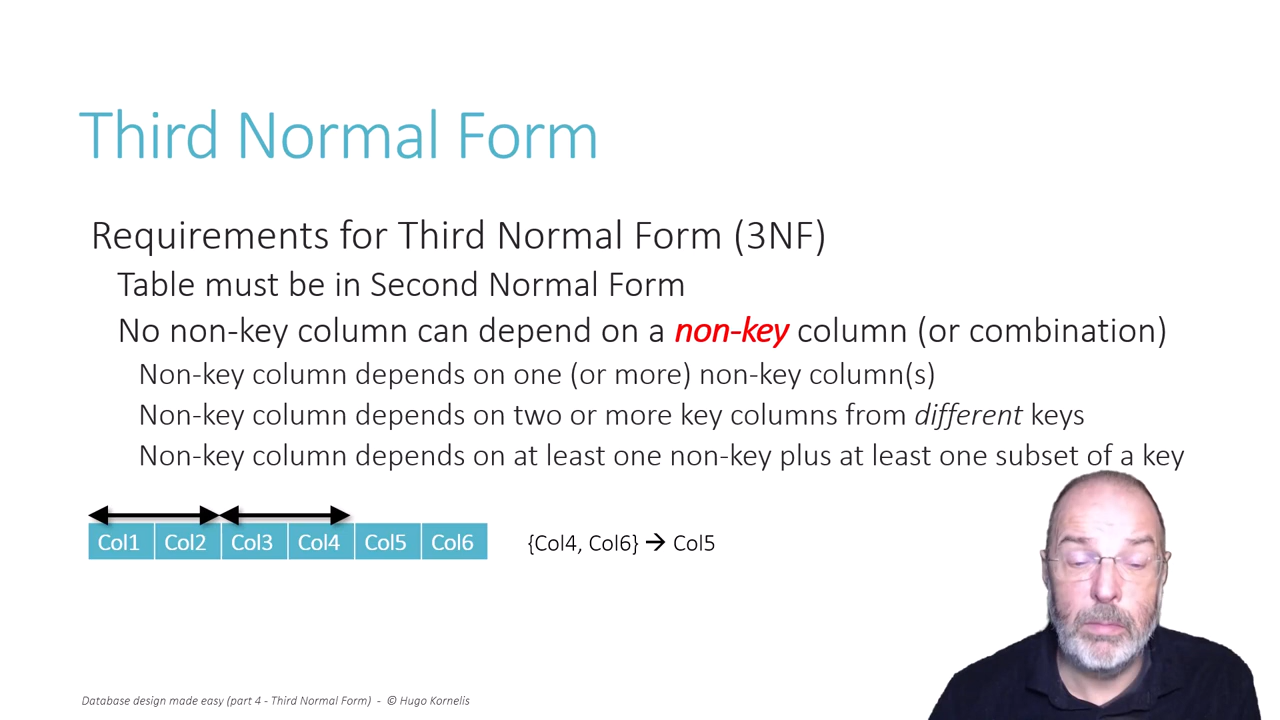 Third Normal Form
Requirements for Third Normal Form (3NF)
Table must be in Second Normal Form
No non-key column can depend on a non-key column (or combination)
Non-key column depends on one (or more) non-key column(s)
Non-key column depends on two or more key columns from different keys
Non-key column depends on at least one non-key plus at least one subset of a key
Col1 Col2 Col3 Col4 Col5 Col6 {Col4, Col6} → Col5
Database design made easy (part 4 - Third Normal Form) - © Hugo Kornelis